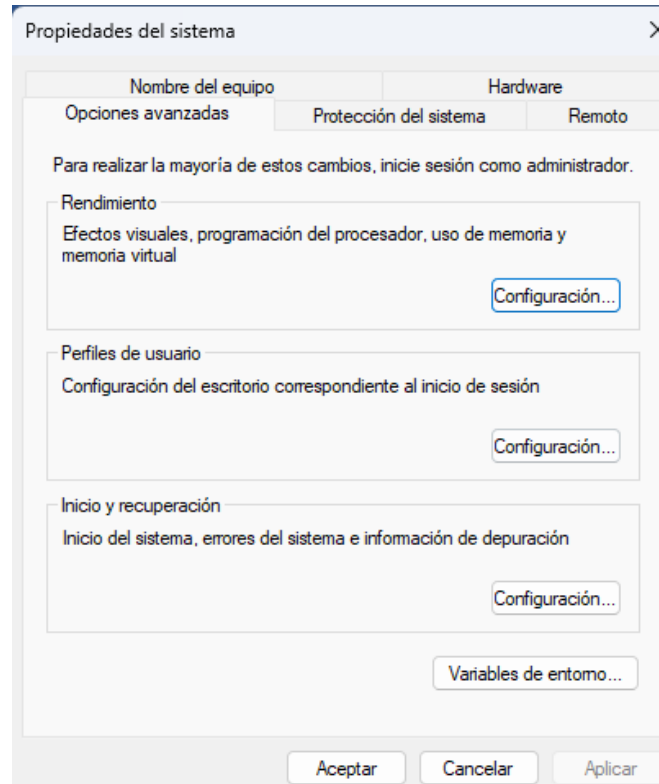 Propiedades del sistema
Nombre del equipo
Hardware
Opciones avanzadas
Protección del sistema
Remoto
Para realizar la mayoría de estos cambios, inicie sesión como administrador.
Rendimiento
Efectos visuales, programación del procesador, uso de memoria y
memoria virtual
Configuración...
Perfiles de usuario
Configuración del escritorio correspondiente al inicio de sesión
Configuración...
Inicio y recuperación
Inicio del sistema, errores del sistema e información de depuración
Configuración...
Variables de entorno...
Aceptar
Cancelar
Aplicar